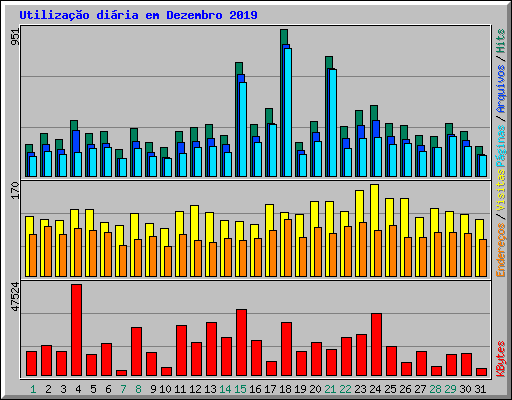 Utilização diária em Dezembro 2019
951
170
47524
Páginas / Arquivos / Hits
Endereços / Visitas
KBytes
1 2 3 4 5 6 7 8 9 10 11 12 13 14 15 16 17 18 19 20 21 22 23 24 25 26 27 28 29 30 31